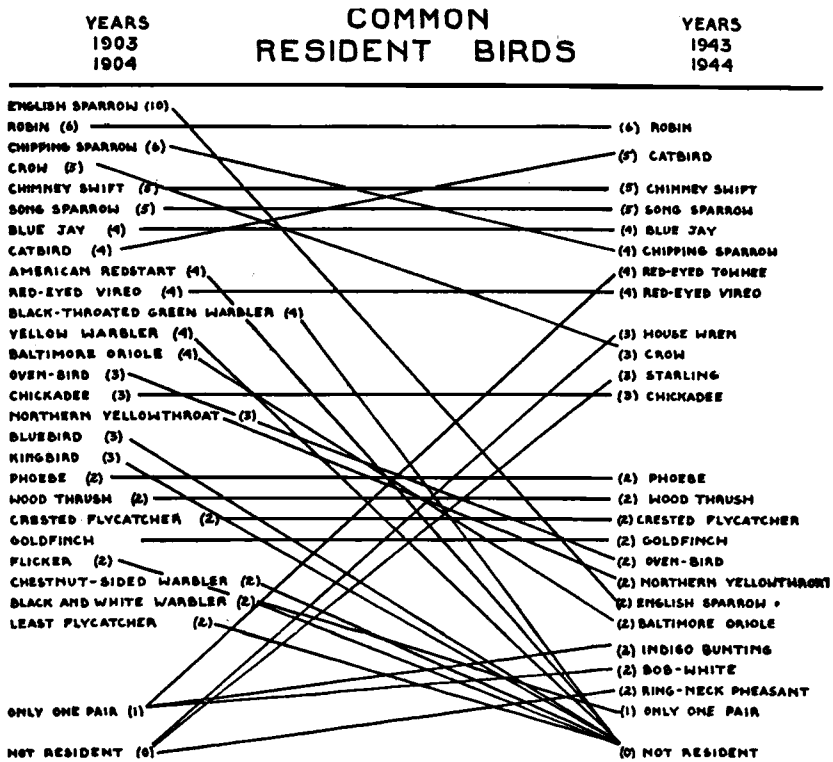 YEARS
1903
1904
COMMON
RESIDENT BIRDS
YEARS
1943
1944
ENGLISH SPARROW (10)
ROBIN (6)
CHIPPING SPARROW (6)
CROW (5)
CHIMNEY SWIFT (5)
SONG SPARROW (5)
BLUE JAY (4)
CATBIRD (4)
AMERICAN REDSTART (4)
RED-EYED VIREO (4)
BLACK-THROATED GREEN WARBLER (4)
YELLOW WARBLER (4)
BALTIMORE ORIOLE (4)
OVEN-BIRD (3)
CHICKADEE (3)
NORTHERN YELLOWTHROAT (3)
BLUEBIRD (3)
KINGBIRD (3)
PHOEBE (2)
WOOD THRUSH (2)
CRESTED FLYCATCHER (2)
GOLDFINCH
FLICKER (2)
CHESTNUT-SIDED WARBLER (2)
BLACK AND WHITE WARBLER (2)
LEAST FLYCATCHER (2)
ONLY ONE PAIR (1)
NOT RESIDENT (0)
(6) ROBIN
(5) CATBIRD
(5) CHIMNEY SWIFT
(5) SONG SPARROW
(4) BLUE JAY
(4) CHIPPING SPARROW
(4) RED-EYED TOWHEE
(4) RED-EYED VIREO
(3) HOUSE WREN
(3) CROW
(3) STARLING
(3) CHICKADEE
(2) PHOEBE
(2) WOOD THRUSH
(2) CRESTED FLYCATCHER
(2) GOLDFINCH
(2) OVEN-BIRD
(2) NORTHERN YELLOWTHROAT
(2) ENGLISH SPARROW
(2) BALTIMORE ORIOLE
(2) INDIGO BUNTING
(2) BOB-WHITE
(2) RING-NECK PHEASANT
(1) ONLY ONE PAIR
(0) NOT RESIDENT